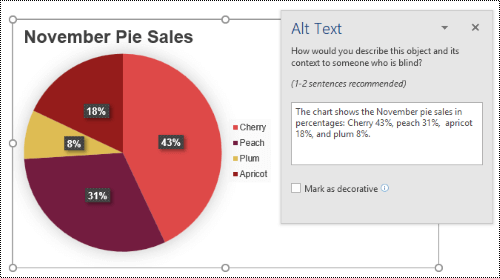 November Pie Sales
18%
8%
43%
31%
Cherry
Peach
Plum
Apricot
Alt Text
How would you describe this object and its
context to someone who is blind?
(1-2 sentences recommended)
The chart shows the November pie sales in
percentages: Cherry 43%, peach 31%,  apricot
18%, and plum 8%.
Mark as decorative